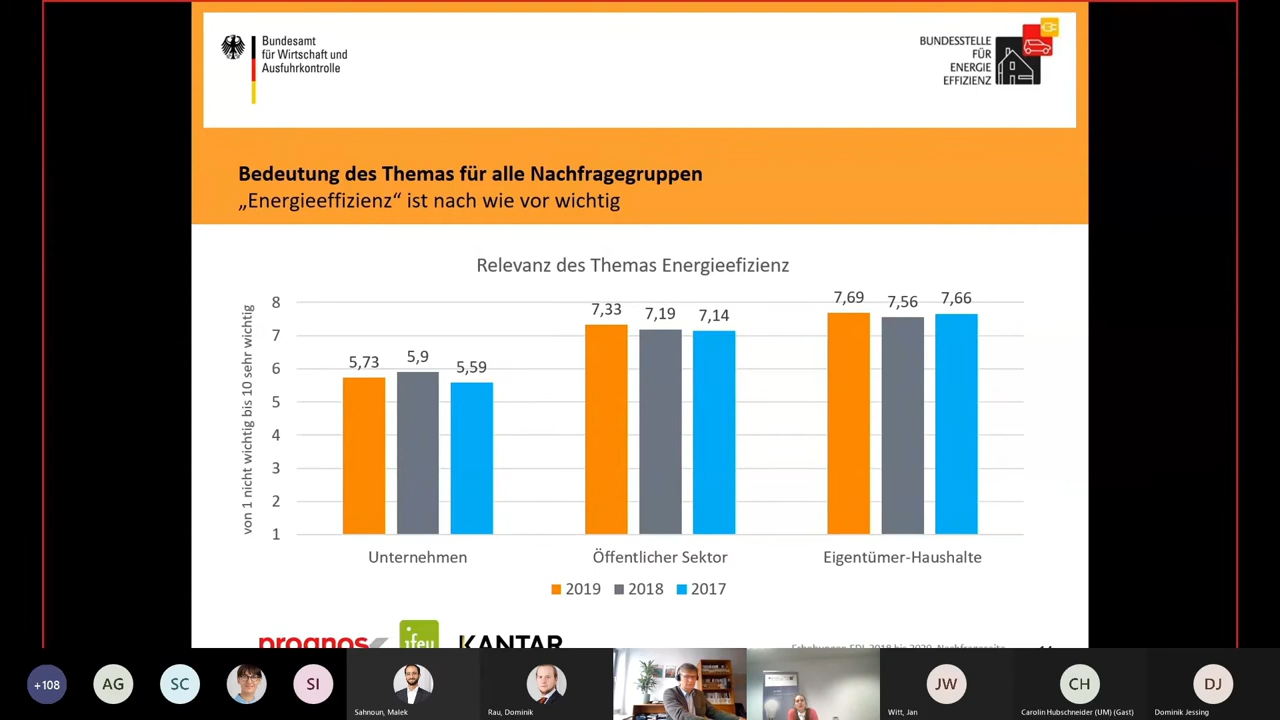 Bundesamt
für Wirtschaft und
Ausfuhrkontrolle
BUNDESSTELLE
FÜR
ENERGIE
EFFIZIENZ
Bedeutung des Themas für alle Nachfragegruppen
„Energieeffizienz“ ist nach wie vor wichtig
Relevanz des Themas Energieefizienz
von 1 nicht wichtig bis 10 sehr wichtig
8
7
6
5
4
3
2
1
5,73 5,9 5,59
7,33 7,19 7,14
7,69 7,56 7,66
Unternehmen Öffentlicher Sektor Eigentümer-Haushalte
2019 2018 2017
prognos ifeu KANTAR
+108 AG SC SI JW CH DJ
Sahnoun, Malek Rau, Dominik Witt, Jan Carolin Hubschneider (UM) (Gast) Dominik Jessing